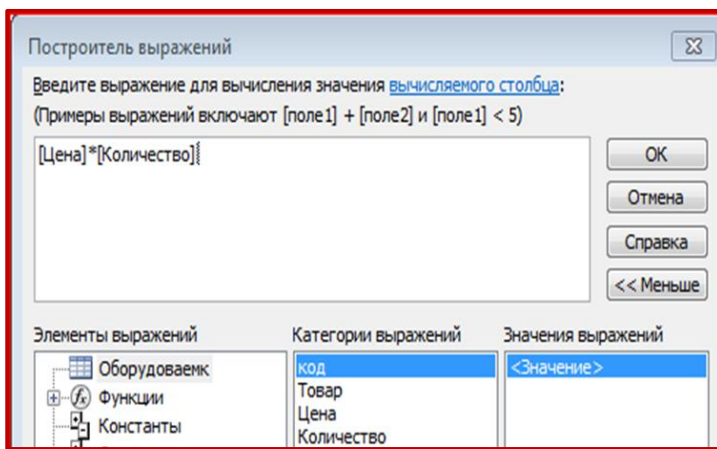 Построитель выражений
Введите выражение для вычисления значения вычисляемого столбца:
(Примеры выражений включают [поле1] + [поле2] и [поле1] < 5)
[Цена]*[Количество]
ОК
Отмена
Справка
<< Меньше
Элементы выражений
Категории выражений
Значения выражений
Оборудоваемк
Функции
Константы
код
Товар
Цена
Количество
<Значение>